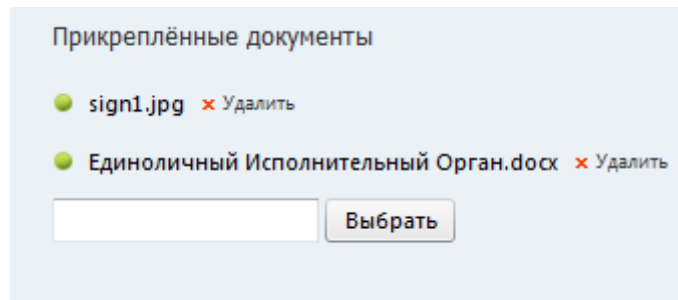 Прикреплённые документы
sign1.jpg × Удалить
Единоличный Исполнительный Орган.docx × Удалить
Выбрать